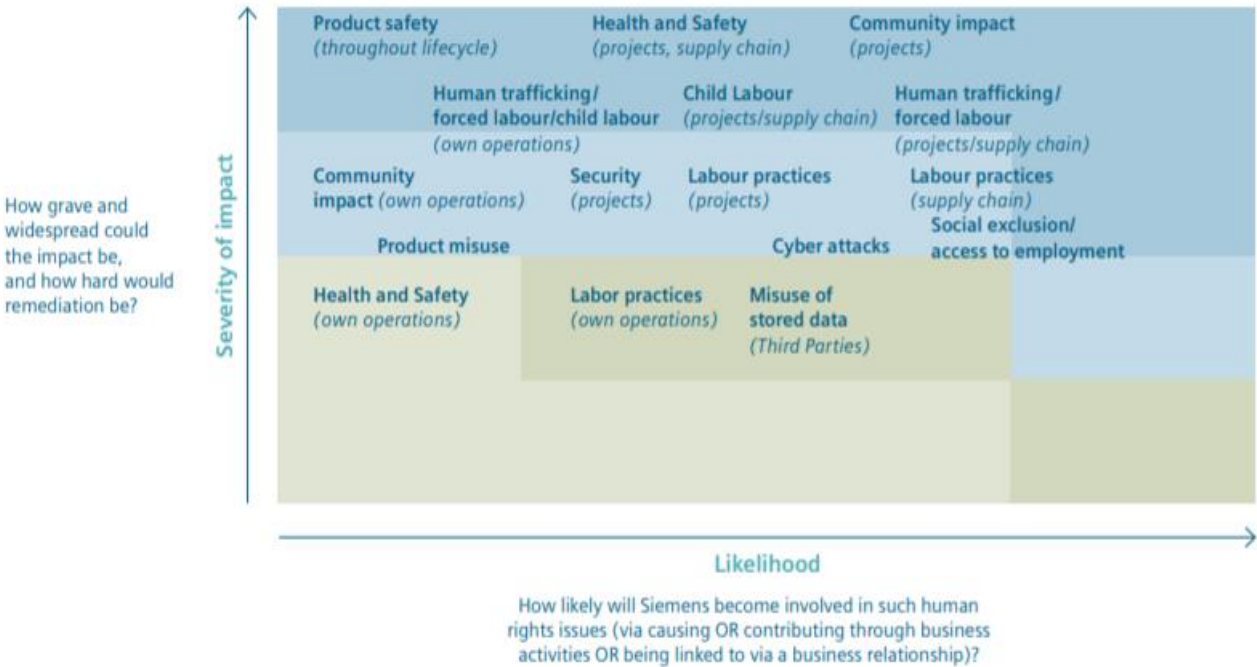 Product safety
(throughout lifecycle)
Health and Safety
(projects, supply chain)
Community impact
(projects)
Human trafficking/
forced labour/child labour
(own operations)
Child Labour
(projects/supply chain)
Human trafficking/
forced labour
(projects/supply chain)
Community
impact (own operations)
Security
(projects)
Labour practices
(projects)
Labour practices
(supply chain)
Product misuse
Cyber attacks
Social exclusion/
access to employment
Health and Safety
(own operations)
Labor practices
(own operations)
Misuse of
stored data
(Third Parties)
How grave and
widespread could
the impact be,
and how hard would
remediation be?
Severity of impact
Likelihood
How likely will Siemens become involved in such human
rights issues (via causing OR contributing through business
activities OR being linked to via a business relationship)?